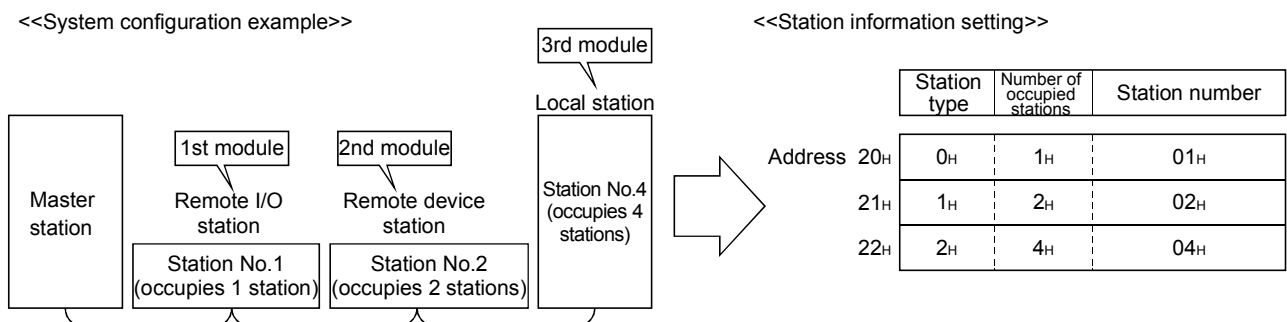 <<System configuration example>>
3rd module
Local station
1st module
2nd module
Master
station
Remote I/O
station
Remote device
station
Station No.4
(occupies 4
stations)
Station No.1
(occupies 1 station)
Station No.2
(occupies 2 stations)
<<Station information setting>>
Station type Number of occupied stations Station number
Address 20H 0H 1H 01H
21H 1H 2H 02H
22H 2H 4H 04H